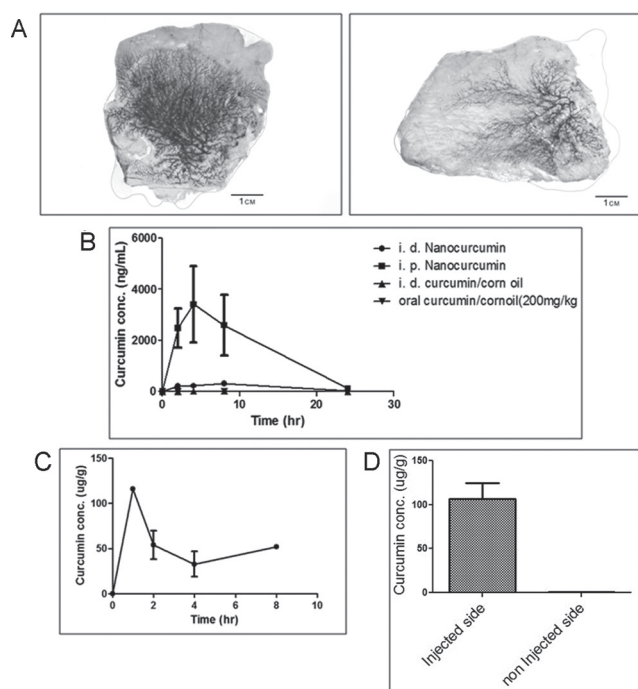 A
1CM
1CM
B
Curcumin conc. (ng/mL)
6000
4000
2000
0
0
10
20
30
Time (hr)
i. d. Nanocurcumin
i. p. Nanocurcumin
i. d. curcumin/corn oil
oral curcumin/cornoil(200mg/kg
C
Curcumin conc. (ug/g)
150
100
50
0
0
2
4
6
8
10
Time (hr)
D
Curcumin conc. (ug/g)
150
100
50
0
Injected side
non Injected side